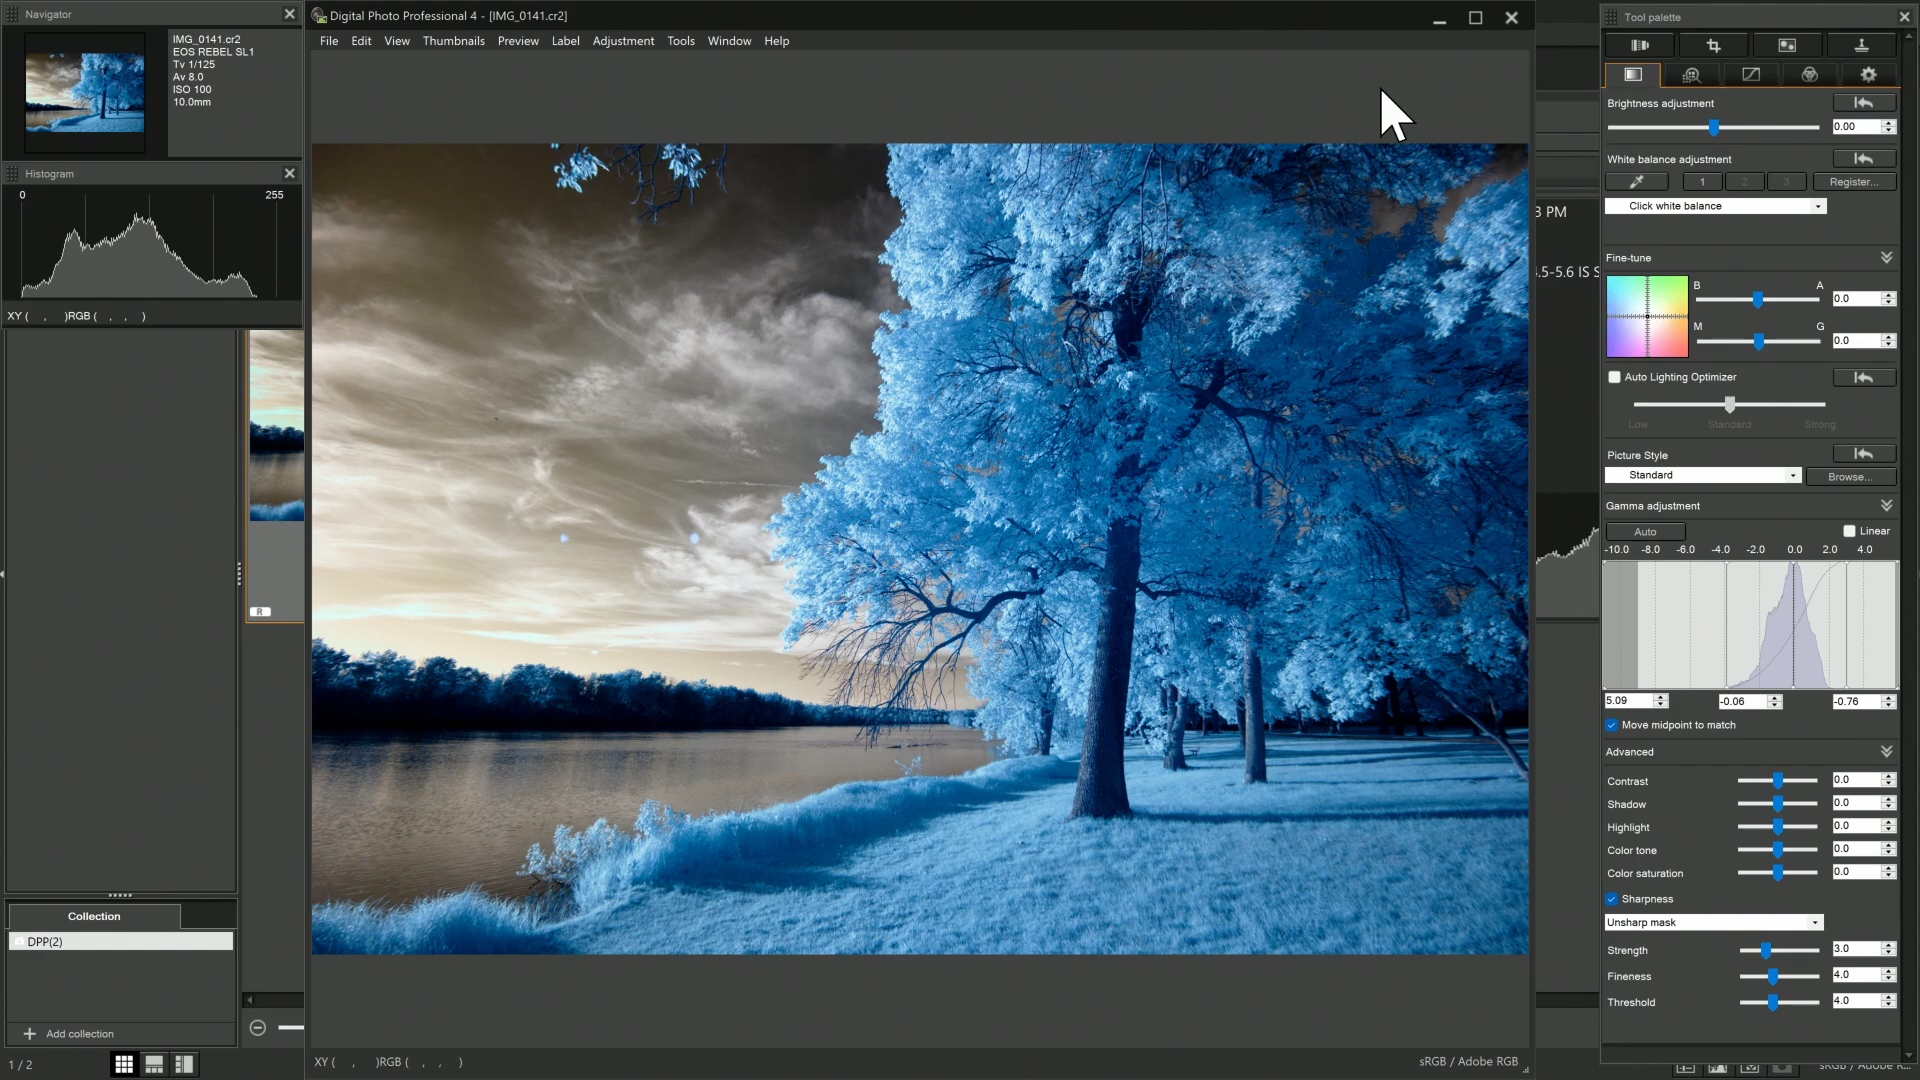 Navigator
IMG_0141.cr2
EOS REBEL SL1
Tv 1/125
Av 8.0
ISO 100
10.0mm
Histogram
0 255
XY ( , )RGB ( , , )
R
Collection
DPP(2)
Add collection
1 / 2
Digital Photo Professional 4 - [IMG_0141.cr2]
File Edit View Thumbnails Preview Label Adjustment Tools Window Help
XY ( , )RGB ( , , )
sRGB / Adobe RGB
PM
.5-5.6 IS
Tool palette
Brightness adjustment
0.00
White balance adjustment
1 2 3 Register...
Click white balance
Fine-tune
B A
0.0
M G
0.0
Auto Lighting Optimizer
Low Standard Strong
Picture Style
Standard Browse...
Gamma adjustment
Auto Linear
-10.0 -8.0 -6.0 -4.0 -2.0 0.0 2.0 4.0
5.09 -0.06 -0.76
Move midpoint to match
Advanced
Contrast 0.0
Shadow 0.0
Highlight 0.0
Color tone 0.0
Color saturation 0.0
Sharpness
Unsharp mask
Strength 3.0
Fineness 4.0
Threshold 4.0